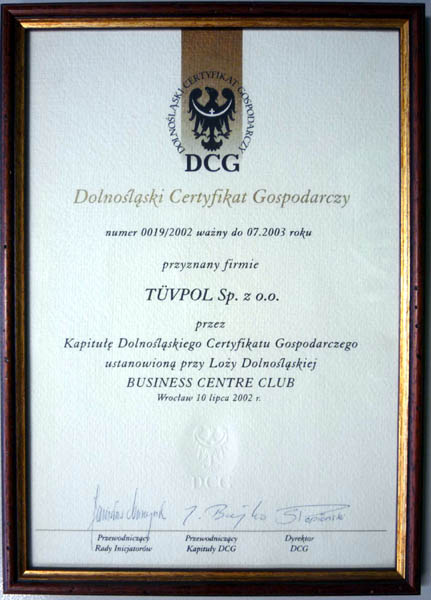 DOLNOŚLĄSKI CERTYFIKAT GOSPODARCZY
DCG
Dolnośląski Certyfikat Gospodarczy
numer 0019/2002 ważny do 07.2003 roku
przyznany firmie
TÜVPOL Sp. z o.o.
przez
Kapitułę Dolnośląskiego Certyfikatu Gospodarczego
ustanowioną przy Loży Dolnośląskiej
BUSINESS CENTRE CLUB
Wrocław 10 lipca 2002 r.
DCG
Przewodniczący Przewodniczący Dyrektor
Rady Inicjatorów Kapituły DCG DCG